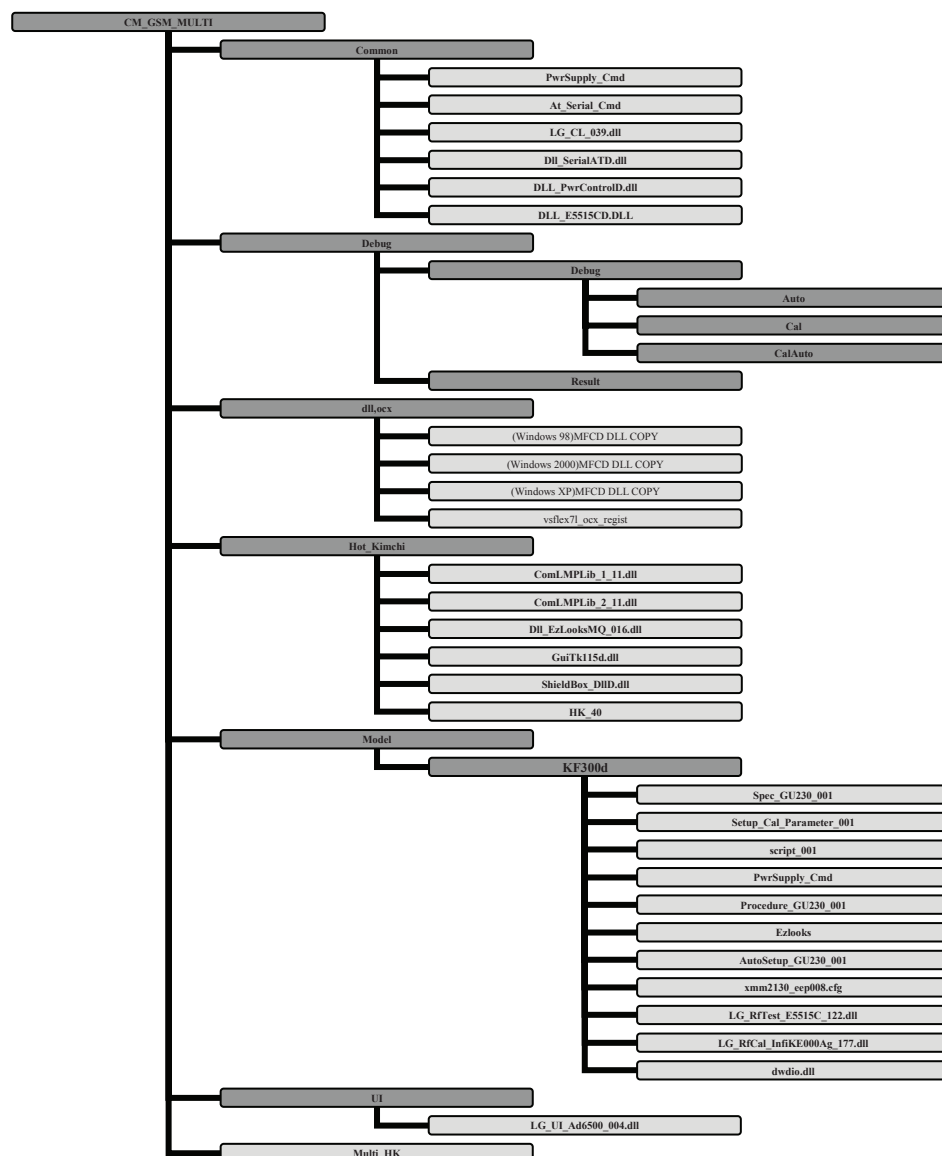 CM_GSM_MULTI
Common
PwrSupply_Cmd
At_Serial_Cmd
LG_CL_039.dll
Dll_SerialATD.dll
DLL_PwrControlD.dll
DLL_E5515CD.DLL
Debug
Debug
Auto
Cal
CalAuto
Result
dll,ocx
(Windows 98)MFCD DLL COPY
(Windows 2000)MFCD DLL COPY
(Windows XP)MFCD DLL COPY
vsflex7l_ocx_regist
Hot_Kimchi
ComLMPLib_1_11.dll
ComLMPLib_2_11.dll
Dll_EzLooksMQ_016.dll
GuiTk115d.dll
ShieldBox_DllD.dll
HK_40
Model
KF300d
Spec_GU230_001
Setup_Cal_Parameter_001
script_001
PwrSupply_Cmd
Procedure_GU230_001
Ezlooks
AutoSetup_GU230_001
xmm2130_eep008.cfg
LG_RfTest_E5515C_122.dll
LG_RfCal_InfiKE000Ag_177.dll
dwdio.dll
UI
LG_UI_Ad6500_004.dll
Multi_HK